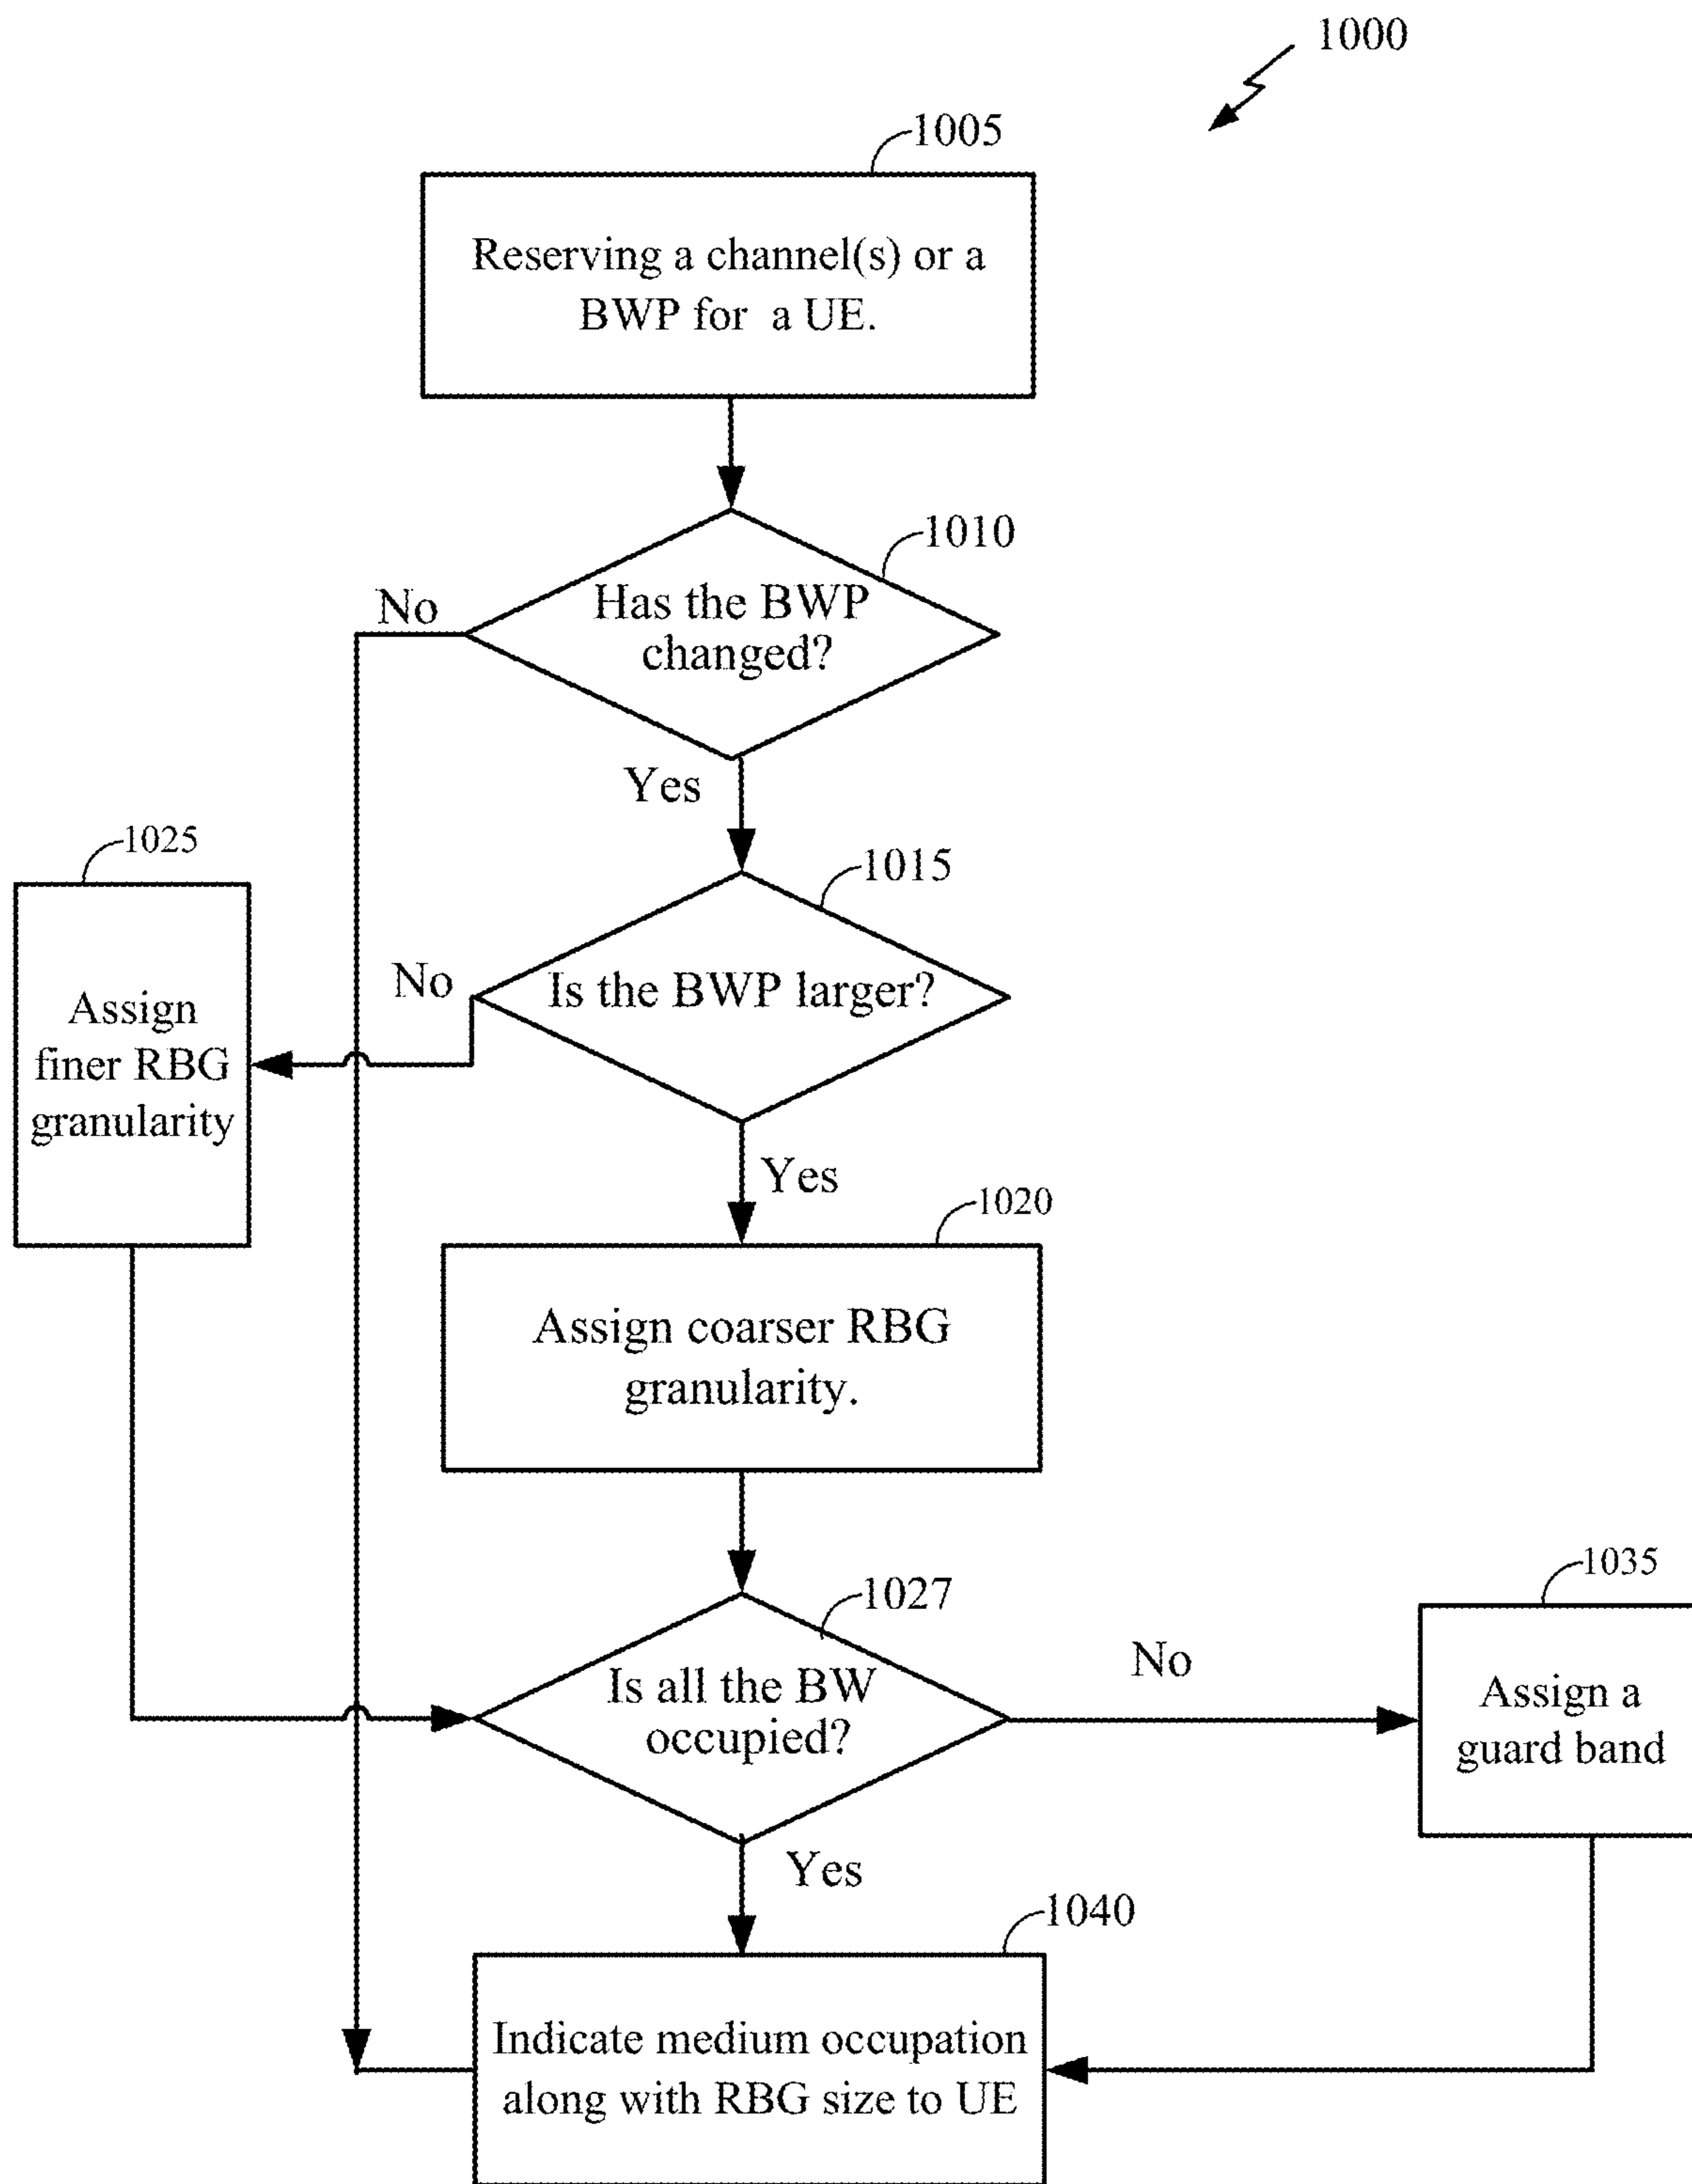 1000
1005
Reserving a channel(s) or a
BWP for a UE.
1010
No
Has the BWP
changed?
Yes
1025
1015
Assign
finer RBG
granularity
No
Is the BWP larger?
Yes
1020
Assign coarser RBG
granularity.
1027
1035
Is all the BW
occupied?
No
Assign a
guard band
Yes
1040
Indicate medium occupation
along with RBG size to UE